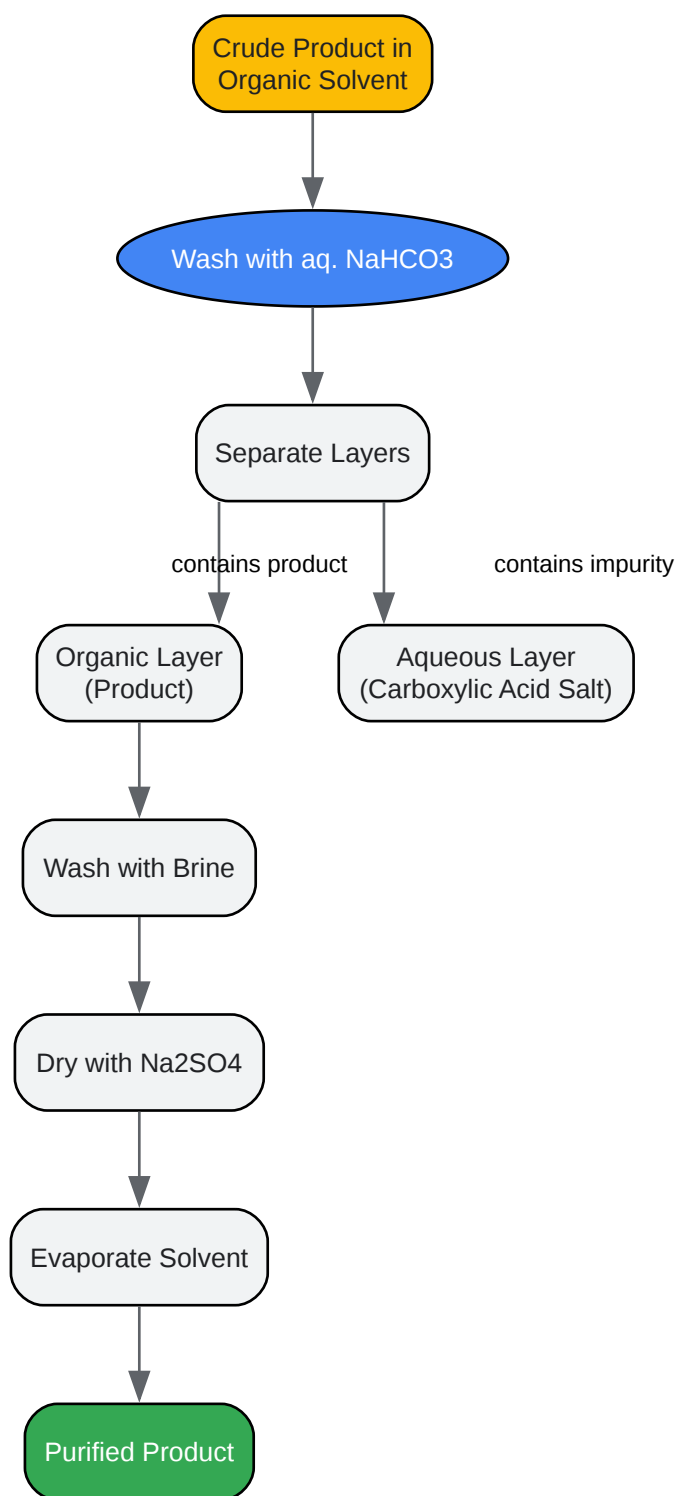 Crude Product in
Organic Solvent
Wash with aq. NaHCO3
Separate Layers
contains product
contains impurity
Organic Layer
(Product)
Aqueous Layer
(Carboxylic Acid Salt)
Wash with Brine
Dry with Na2SO4
Evaporate Solvent
Purified Product